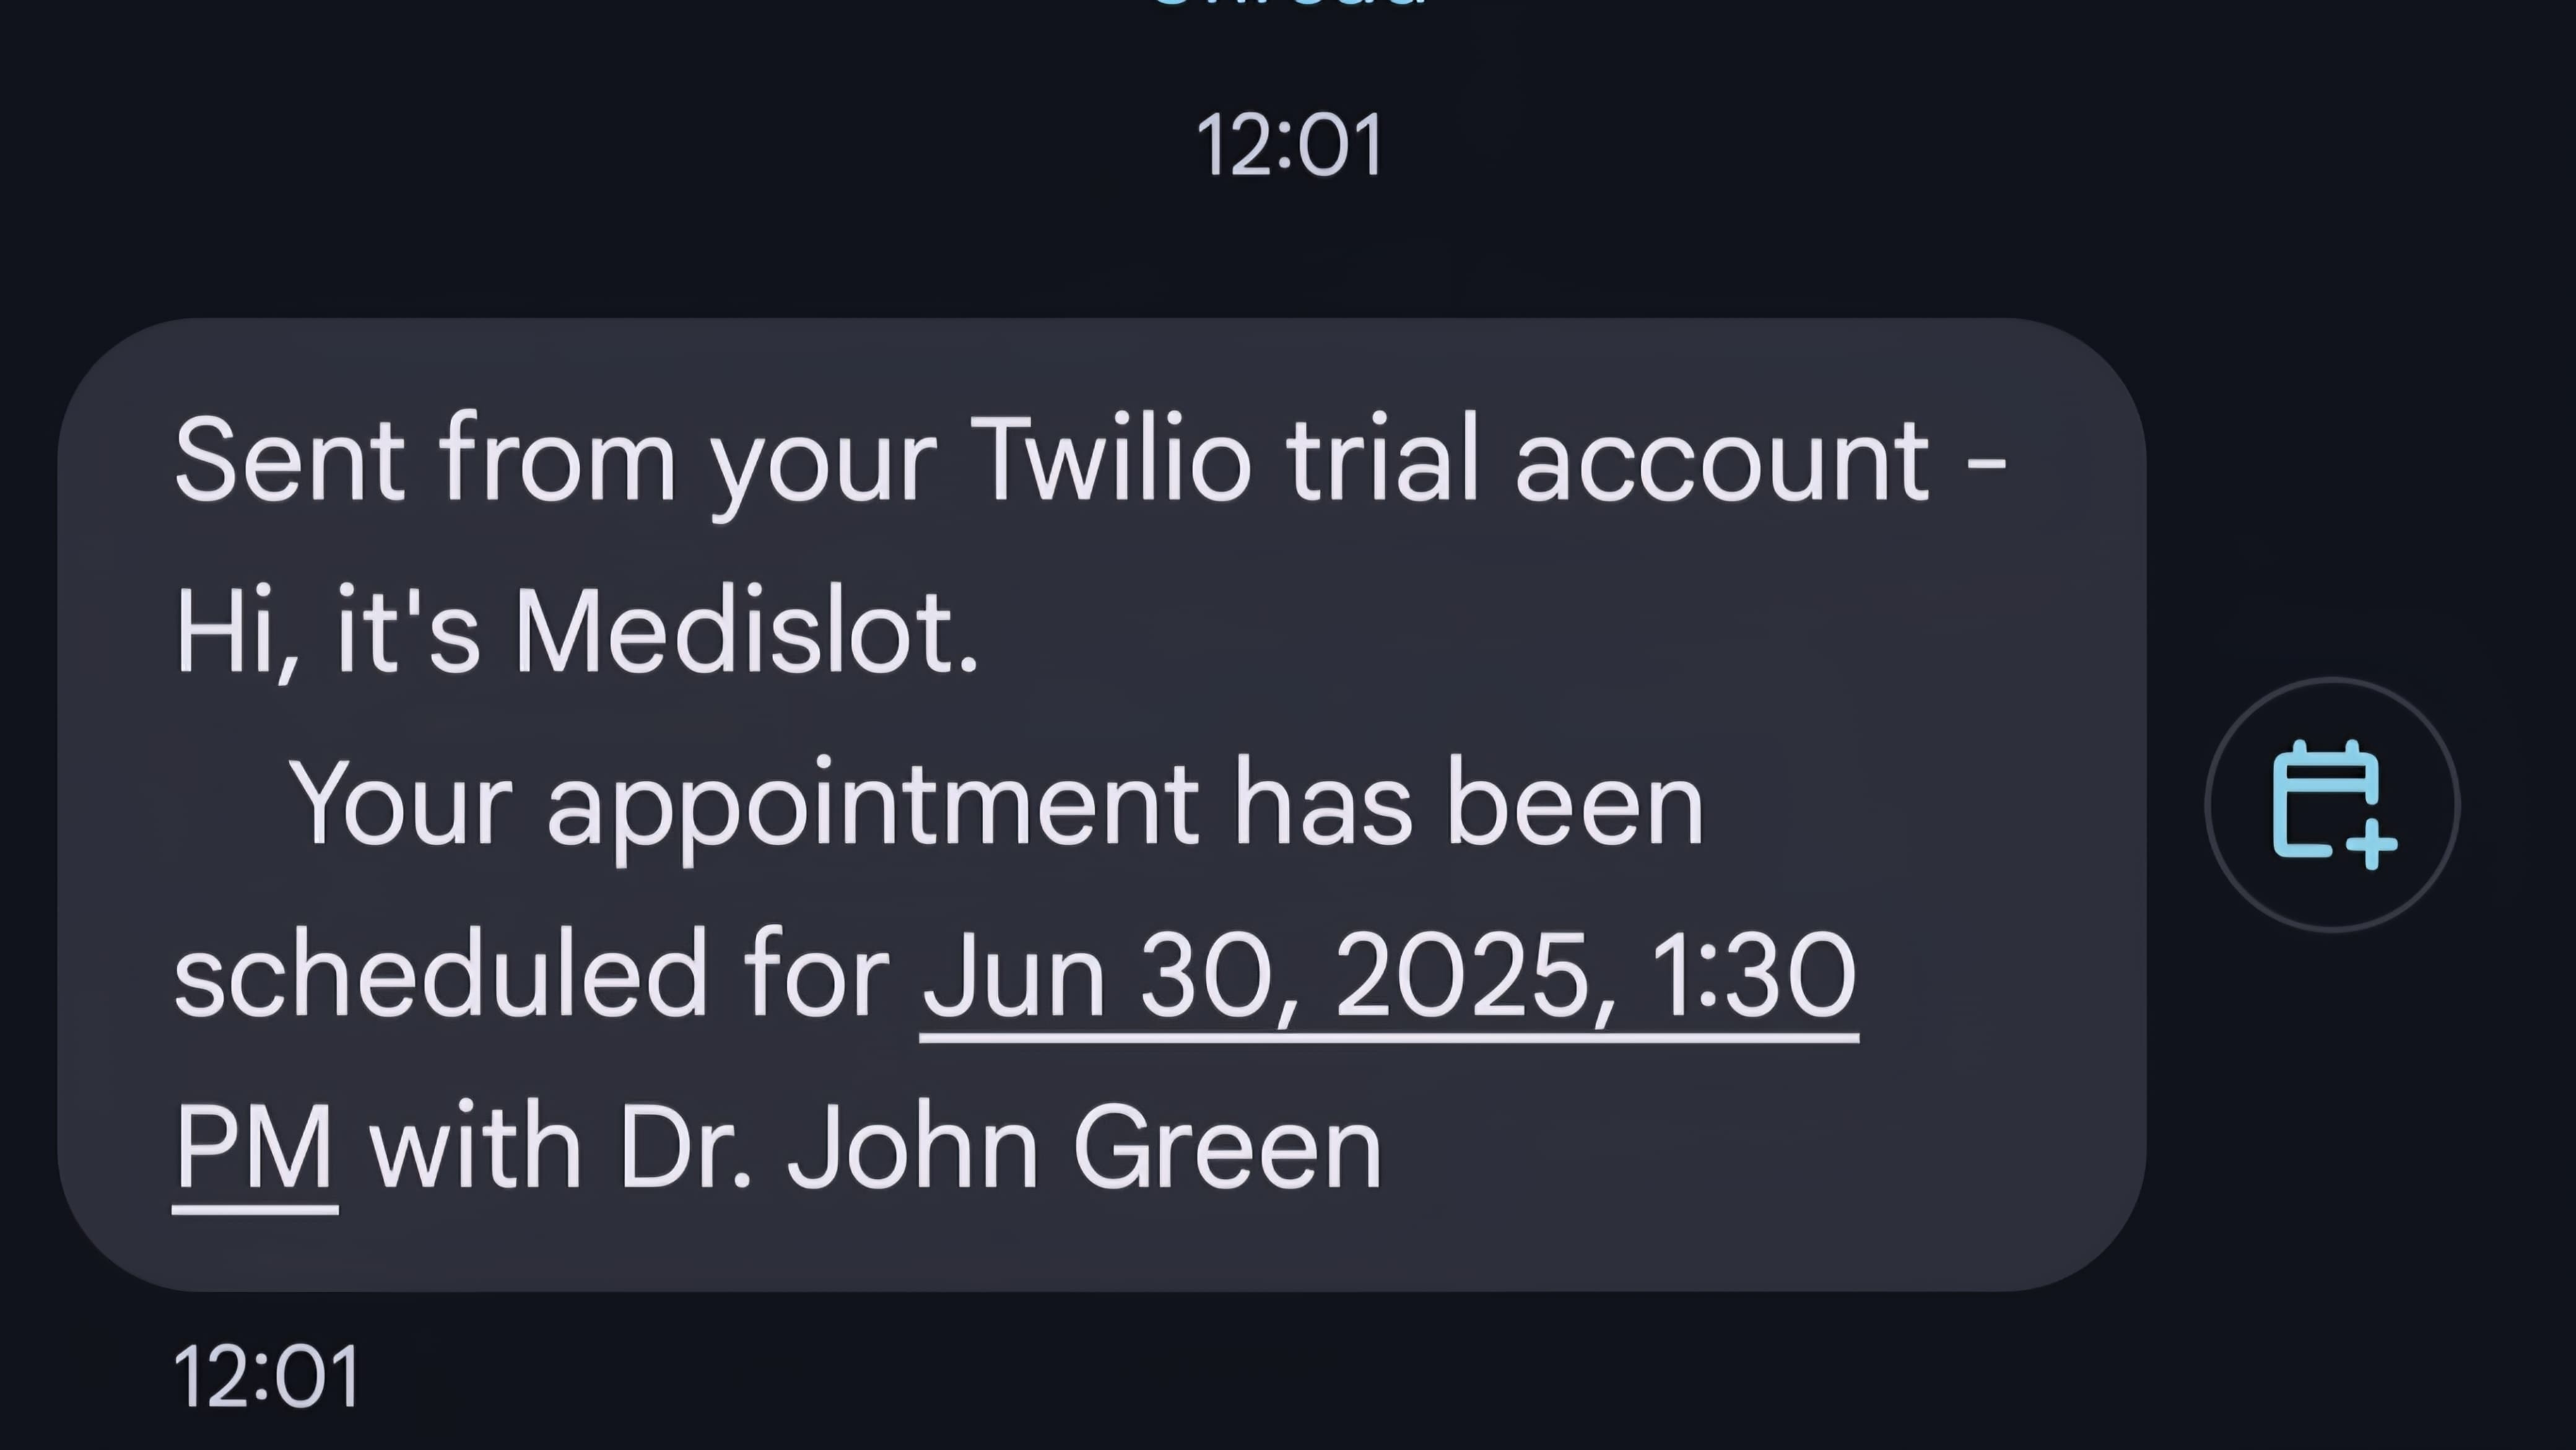 12:01
Sent from your Twilio trial account -
Hi, it's Medislot.
Your appointment has been
scheduled for Jun 30, 2025, 1:30
PM with Dr. John Green
12:01